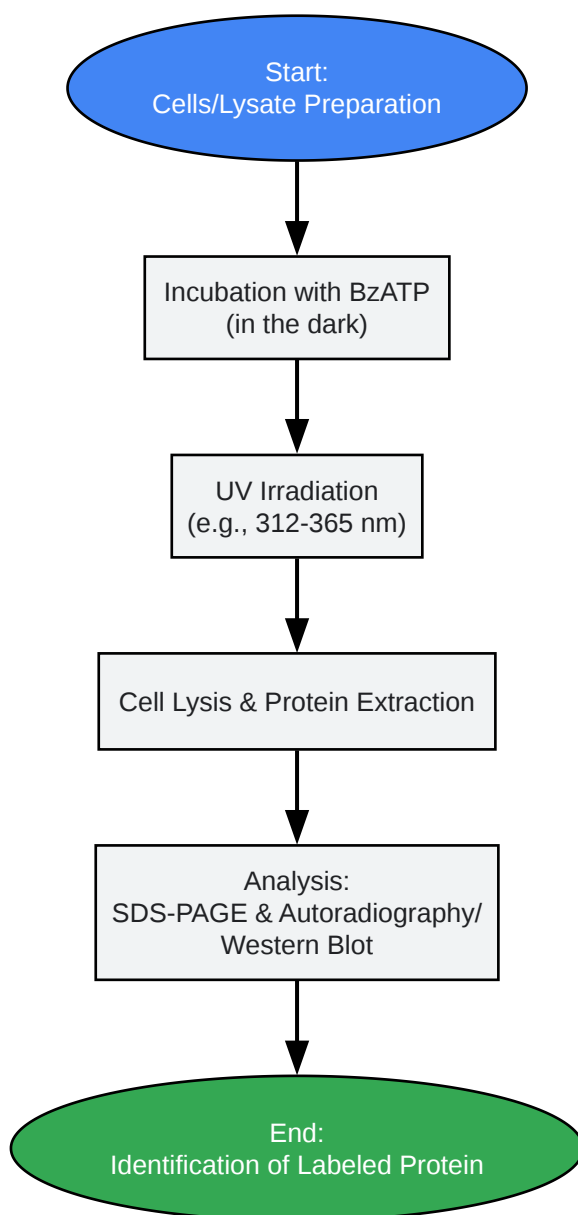 Start:
Cells/Lysate Preparation
Incubation with BzATP
(in the dark)
UV Irradiation
(e.g., 312-365 nm)
Cell Lysis & Protein Extraction
Analysis:
SDS-PAGE & Autoradiography/
Western Blot
End:
Identification of Labeled Protein